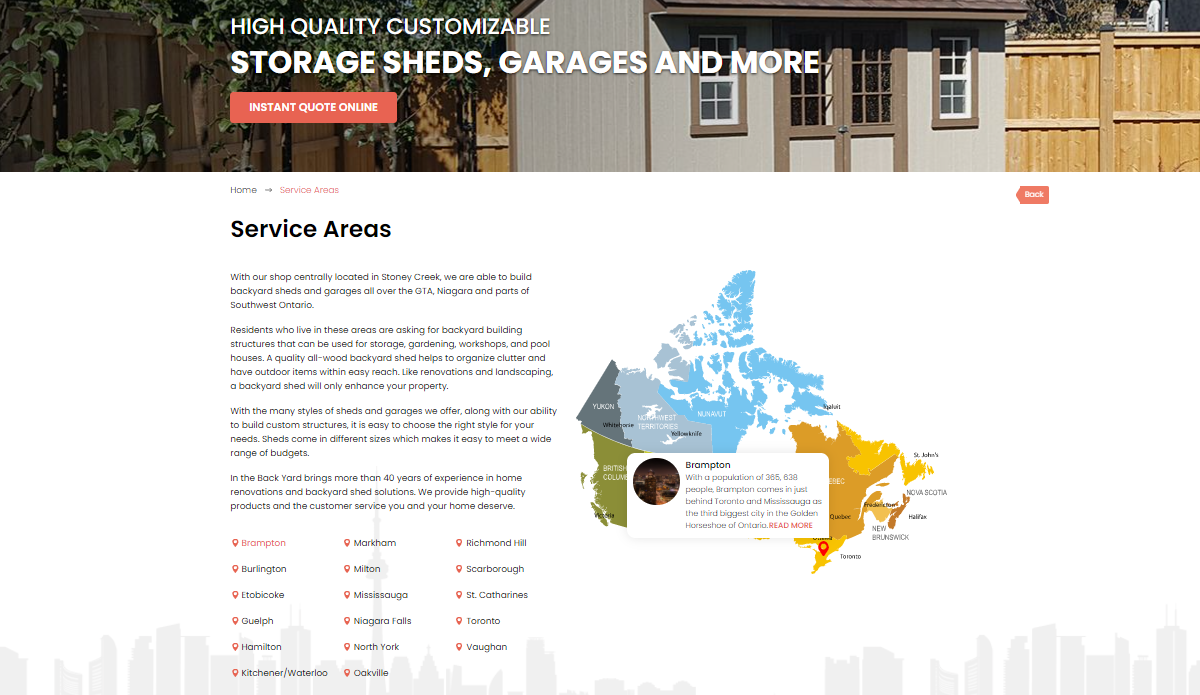 HIGH QUALITY CUSTOMIZABLE
STORAGE SHEDS, GARAGES AND MORE
INSTANT QUOTE ONLINE
Home → Service Areas
Back
Service Areas
With our shop centrally located in Stoney Creek, we are able to build
backyard sheds and garages all over the GTA, Niagara and parts of
Southwest Ontario.
Residents who live in these areas are asking for backyard building
structures that can be used for storage, gardening, workshops, and pool
houses. A quality all-wood backyard shed helps to organize clutter and
have outdoor items within easy reach. Like renovations and landscaping,
a backyard shed will only enhance your property.
With the many styles of sheds and garages we offer, along with our ability
to build custom structures, it is easy to choose the right style for your
needs. Sheds come in different sizes which makes it easy to meet a wide
range of budgets.
In the Back Yard brings more than 40 years of experience in home
renovations and backyard shed solutions. We provide high-quality
products and the customer service you and your home deserve.
Brampton
Markham
Richmond Hill
Burlington
Milton
Scarborough
Etobicoke
Mississauga
St. Catharines
Guelph
Niagara Falls
Toronto
Hamilton
North York
Vaughan
Kitchener/Waterloo
Oakville
YUKON
Whitehorse
NORTHWEST
TERRITORIES
Yellowknife
NUNAVUT
Iqaluit
BRITISH
COLUM
Victoria
Brampton
With a population of 365, 638
people, Brampton comes in just
behind Toronto and Mississauga as
the third biggest city in the Golden
Horseshoe of Ontario. READ MORE
EBEC
Quebec
St. John's
NOVA SCOTIA
Fredericton
Halifax
NEW
BRUNSWICK
Toronto